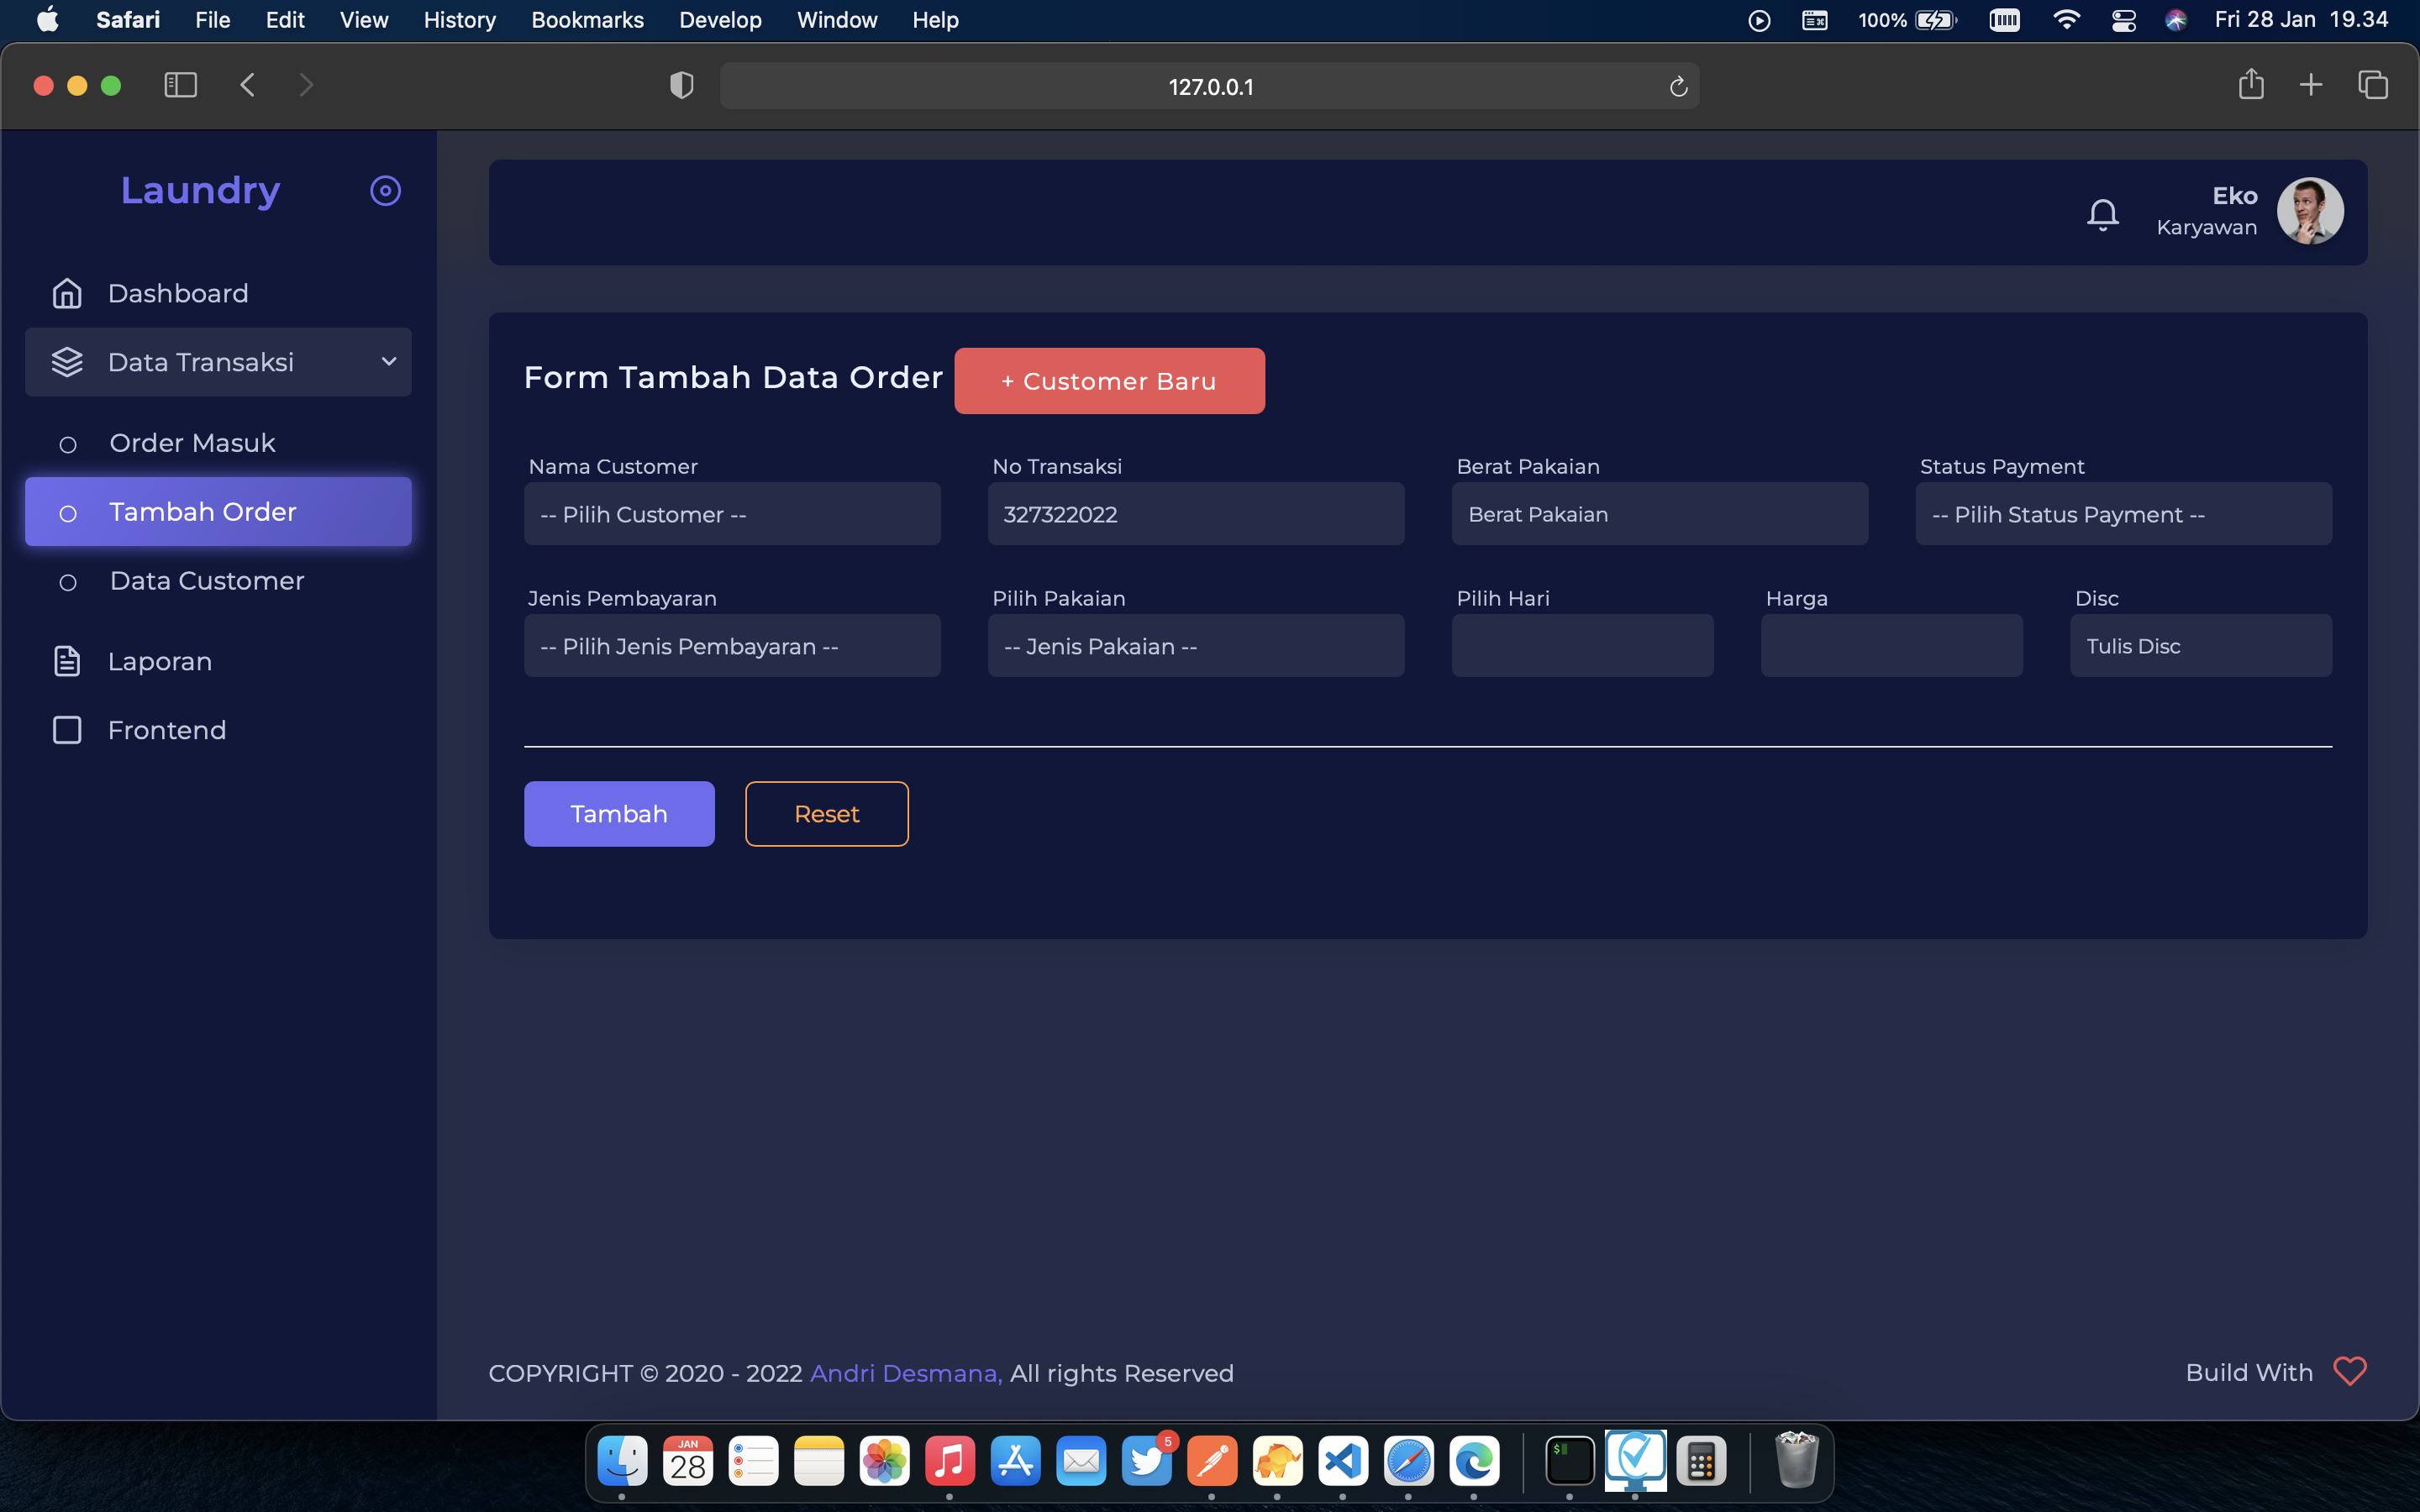 Safari File Edit View History Bookmarks Develop Window Help 100% Fri 28 Jan 19.34
127.0.0.1
Laundry
Eko
Karyawan
Dashboard
Data Transaksi
Order Masuk
Tambah Order
Data Customer
Laporan
Frontend
Form Tambah Data Order + Customer Baru
Nama Customer No Transaksi Berat Pakaian Status Payment
-- Pilih Customer -- 327322022 Berat Pakaian -- Pilih Status Payment --
Jenis Pembayaran Pilih Pakaian Pilih Hari Harga Disc
-- Pilih Jenis Pembayaran -- -- Jenis Pakaian -- Tulis Disc
Tambah Reset
COPYRIGHT © 2020 - 2022 Andri Desmana, All rights Reserved Build With
JAN
28
5
$